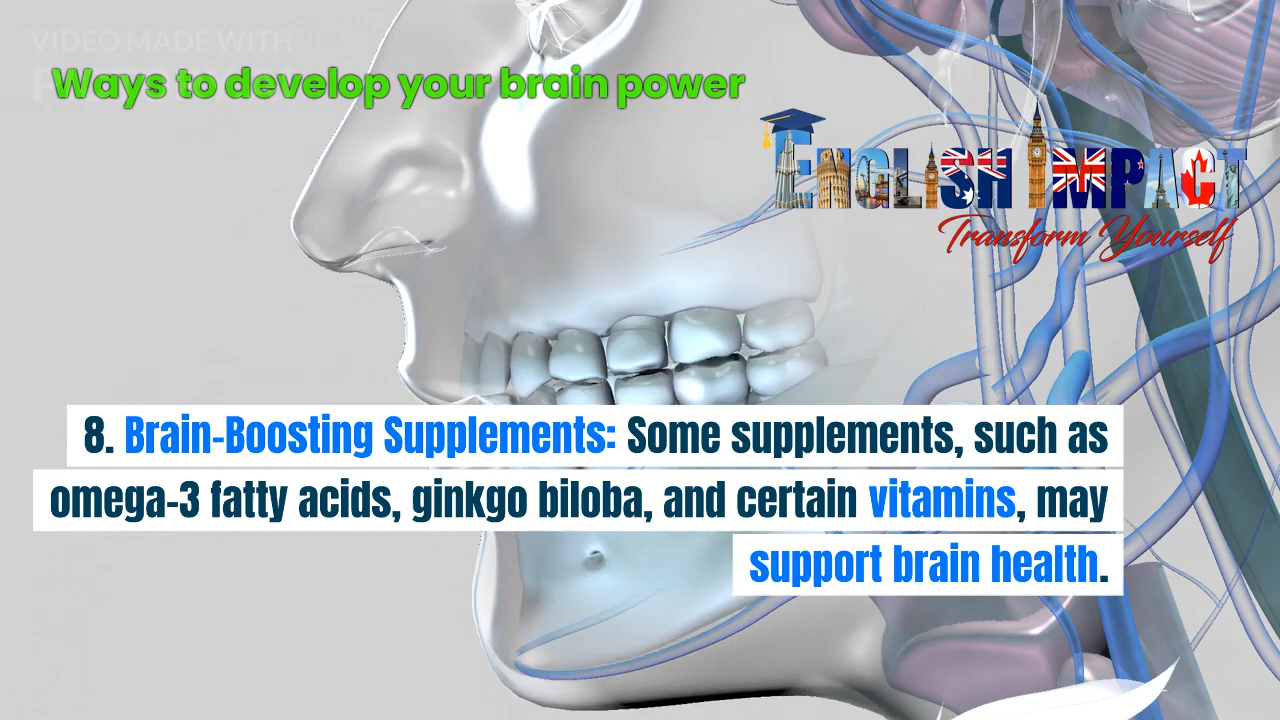 VIDEO MADE WITH
Ways to develop your brain power
ENGLISH IMPACT
Transform Yourself
8. Brain-Boosting Supplements: Some supplements, such as
omega-3 fatty acids, ginkgo biloba, and certain vitamins, may
support brain health.